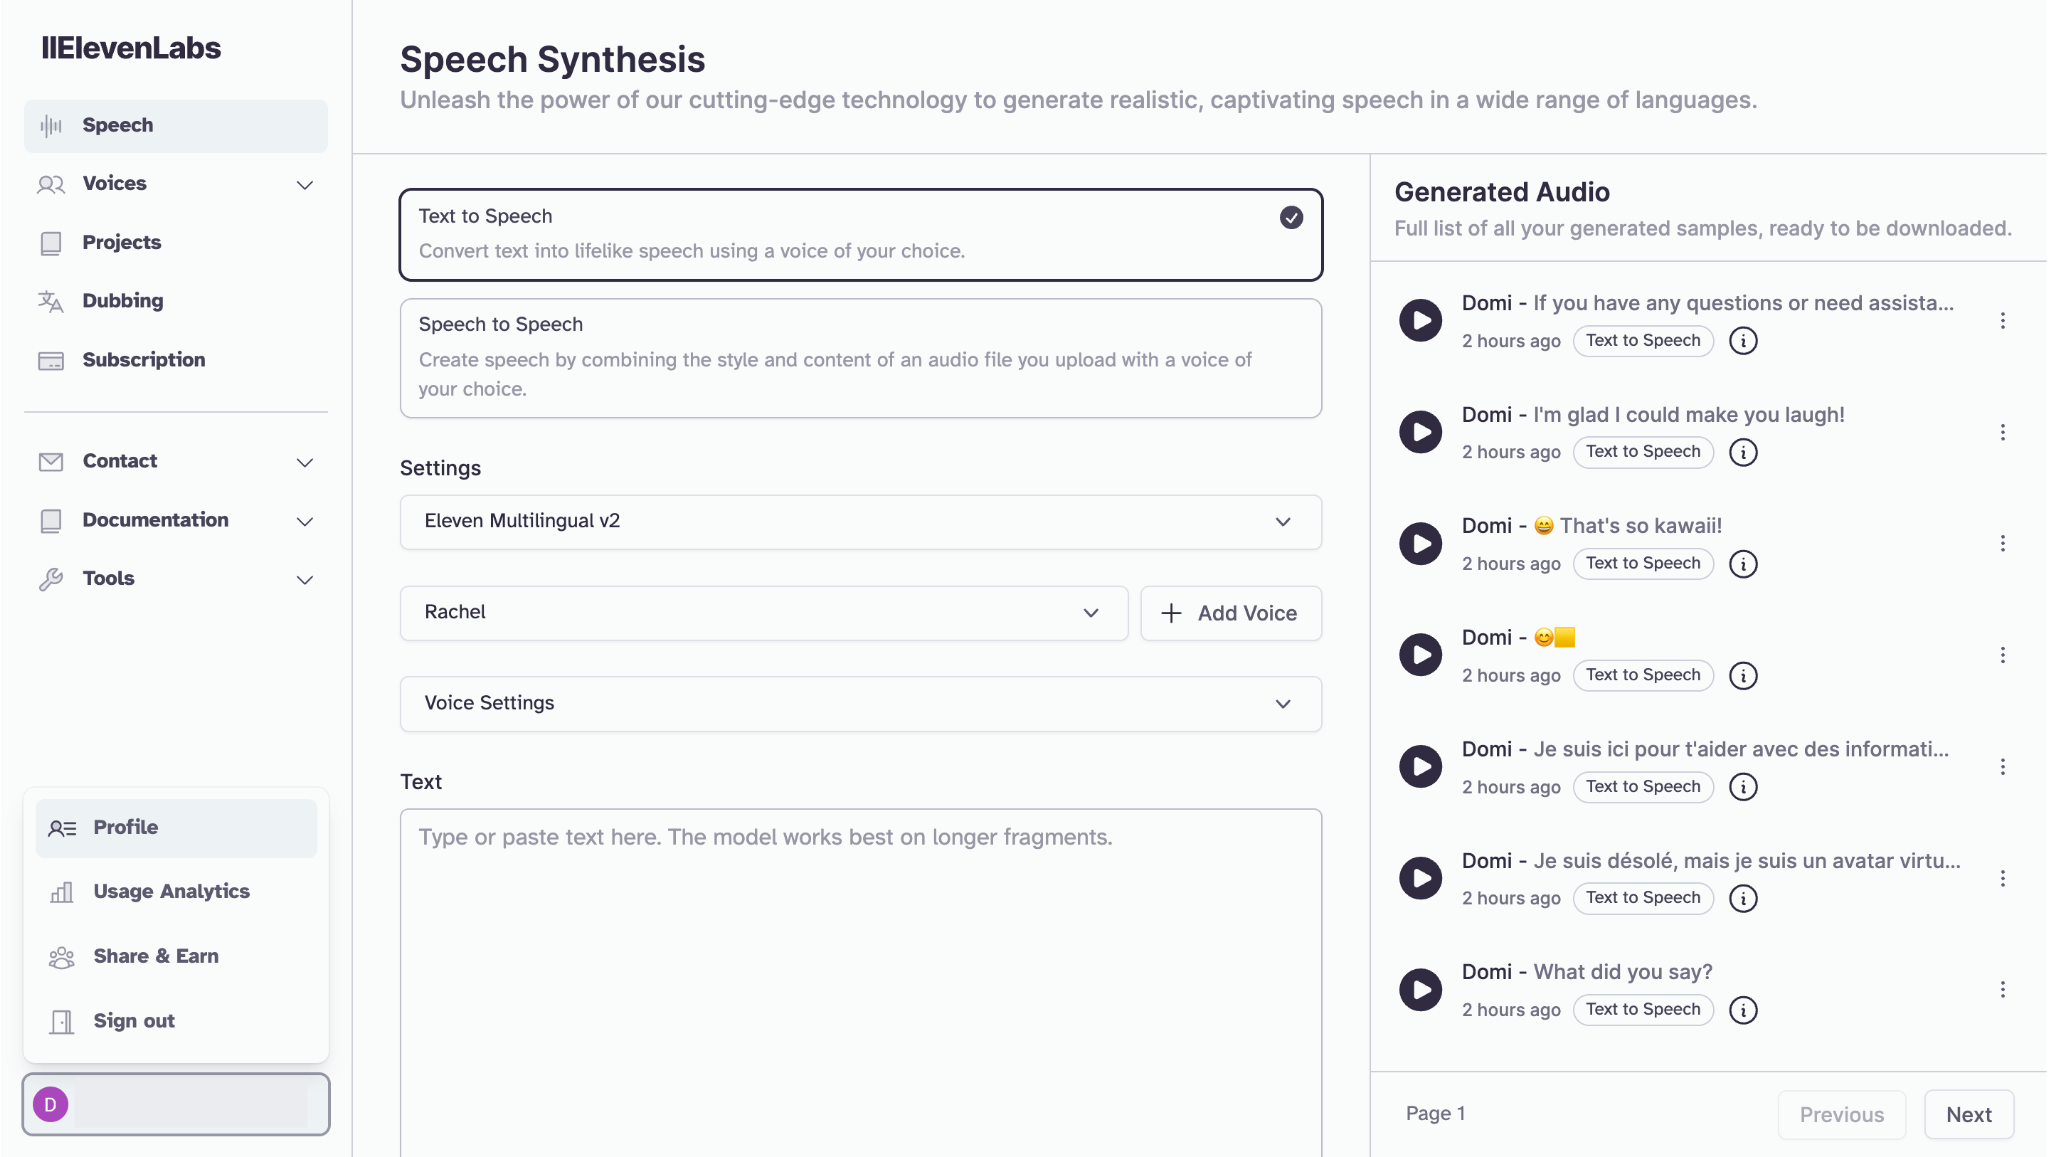 IIElevenLabs
Speech
Voices
Projects
Dubbing
Subscription
Contact
Documentation
Tools
Profile
Usage Analytics
Share & Earn
Sign out
D
Speech Synthesis
Unleash the power of our cutting-edge technology to generate realistic, captivating speech in a wide range of languages.
Text to Speech
Convert text into lifelike speech using a voice of your choice.
Speech to Speech
Create speech by combining the style and content of an audio file you upload with a voice of
your choice.
Settings
Eleven Multilingual v2
Rachel
Add Voice
Voice Settings
Text
Type or paste text here. The model works best on longer fragments.
Generated Audio
Full list of all your generated samples, ready to be downloaded.
Domi - If you have any questions or need assista...
2 hours ago Text to Speech
Domi - I'm glad I could make you laugh!
2 hours ago Text to Speech
Domi - 😄 That's so kawaii!
2 hours ago Text to Speech
Domi - 😊🟨
2 hours ago Text to Speech
Domi - Je suis ici pour t'aider avec des informati...
2 hours ago Text to Speech
Domi - Je suis désolé, mais je suis un avatar virtu...
2 hours ago Text to Speech
Domi - What did you say?
2 hours ago Text to Speech
Page 1
Previous
Next